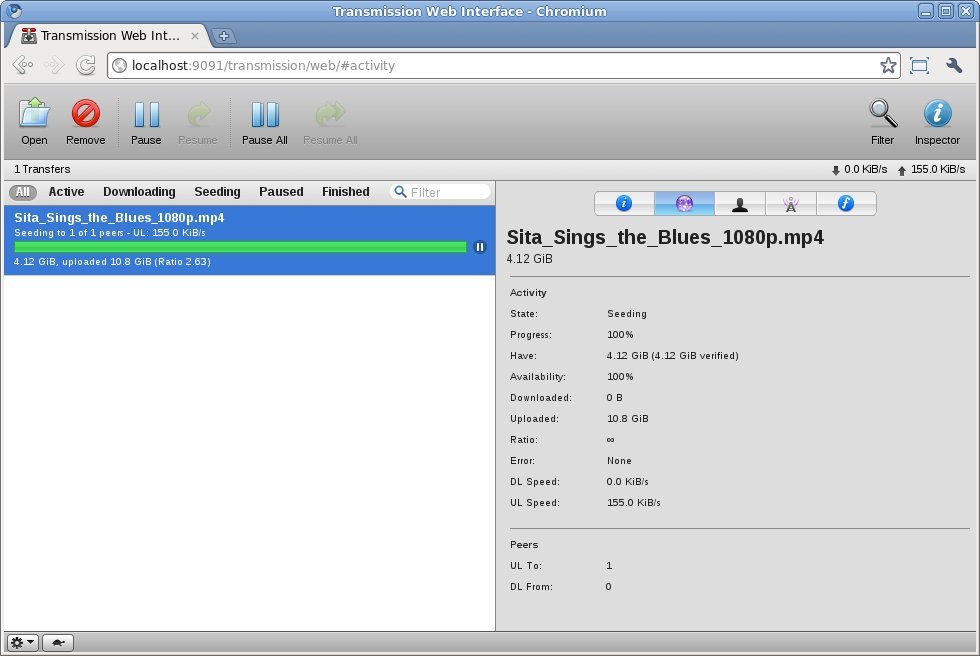 Transmission Web Interface - Chromium
Transmission Web Int...
localhost:9091/transmission/web/#activity
Open Remove Pause Resume Pause All Resume All Filter Inspector
1 Transfers 0.0 KiB/s 155.0 KiB/s
All Active Downloading Seeding Paused Finished Filter
Sita_Sings_the_Blues_1080p.mp4
Seeding to 1 of 1 peers - UL: 155.0 KiB/s
4.12 GiB, uploaded 10.8 GiB (Ratio 2.63)
Sita_Sings_the_Blues_1080p.mp4
4.12 GiB
Activity
State: Seeding
Progress: 100%
Have: 4.12 GiB (4.12 GiB verified)
Availability: 100%
Downloaded: 0 B
Uploaded: 10.8 GiB
Ratio: ∞
Error: None
DL Speed: 0.0 KiB/s
UL Speed: 155.0 KiB/s
Peers
UL To: 1
DL From: 0